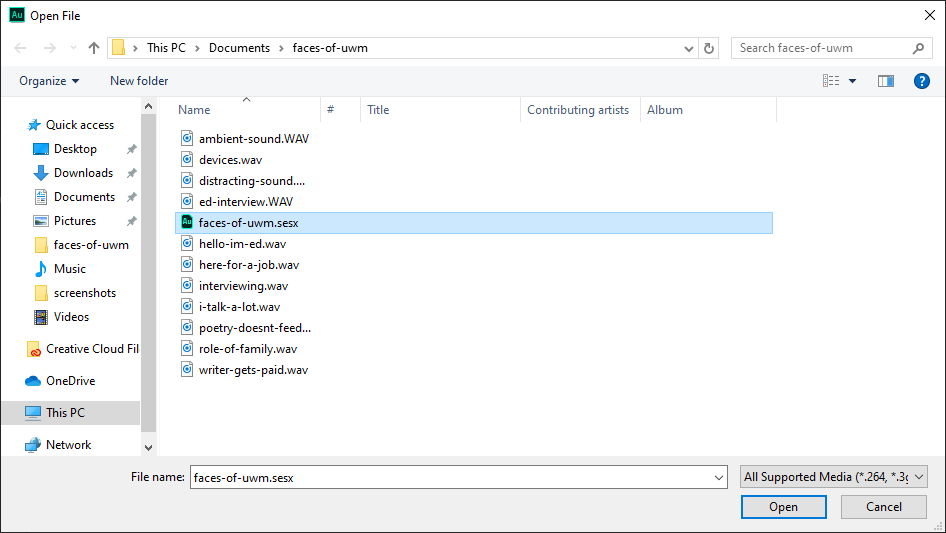 Au Open File
This PC > Documents > faces-of-uwm
Search faces-of-uwm
Organize
New folder
?
Name
#
Title
Contributing artists
Album
Quick access
Desktop
Downloads
Documents
Pictures
faces-of-uwm
Music
screenshots
Videos
Creative Cloud Fil
OneDrive
This PC
Network
ambient-sound.WAV
devices.wav
distracting-sound....
ed-interview.WAV
Au faces-of-uwm.sesx
hello-im-ed.wav
here-for-a-job.wav
interviewing.wav
i-talk-a-lot.wav
poetry-doesnt-feed...
role-of-family.wav
writer-gets-paid.wav
File name: faces-of-uwm.sesx
All Supported Media (*.264, *.3g
Open
Cancel